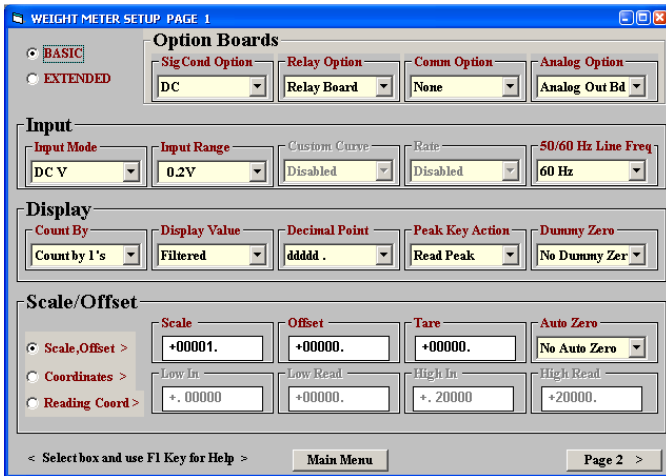 WEIGHT METER SETUP PAGE 1
BASIC
EXTENDED
Option Boards
SigCond Option Relay Option Comm Option Analog Option
DC Relay Board None Analog Out Bd
Input
Input Mode Input Range Custom Curve Rate 50/60 Hz Line Freq
DC V 0.2V Disabled Disabled 60 Hz
Display
Count By Display Value Decimal Point Peak Key Action Dummy Zero
Count by 1's Filtered ddddd . Read Peak No Dummy Zer
Scale/Offset
Scale Offset Tare Auto Zero
Scale,Offset > +00001. +00000. +00000. No Auto Zero
Coordinates > Low In Low Read High In High Read
Reading Coord > +. 00000 +00000. +. 20000 +20000.
< Select box and use F1 Key for Help > Main Menu Page 2 >